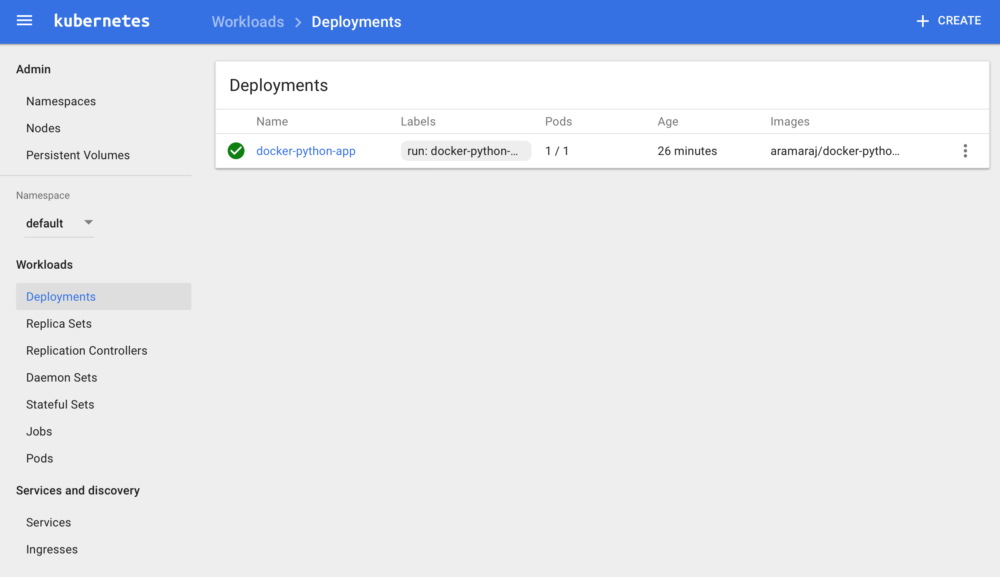 kubernetes
Workloads > Deployments
+ CREATE
Admin
Namespaces
Nodes
Persistent Volumes
Namespace
default
Workloads
Deployments
Replica Sets
Replication Controllers
Daemon Sets
Stateful Sets
Jobs
Pods
Services and discovery
Services
Ingresses
Deployments
Name Labels Pods Age Images
docker-python-app run: docker-python-... 1 / 1 26 minutes aramaraj/docker-pytho...